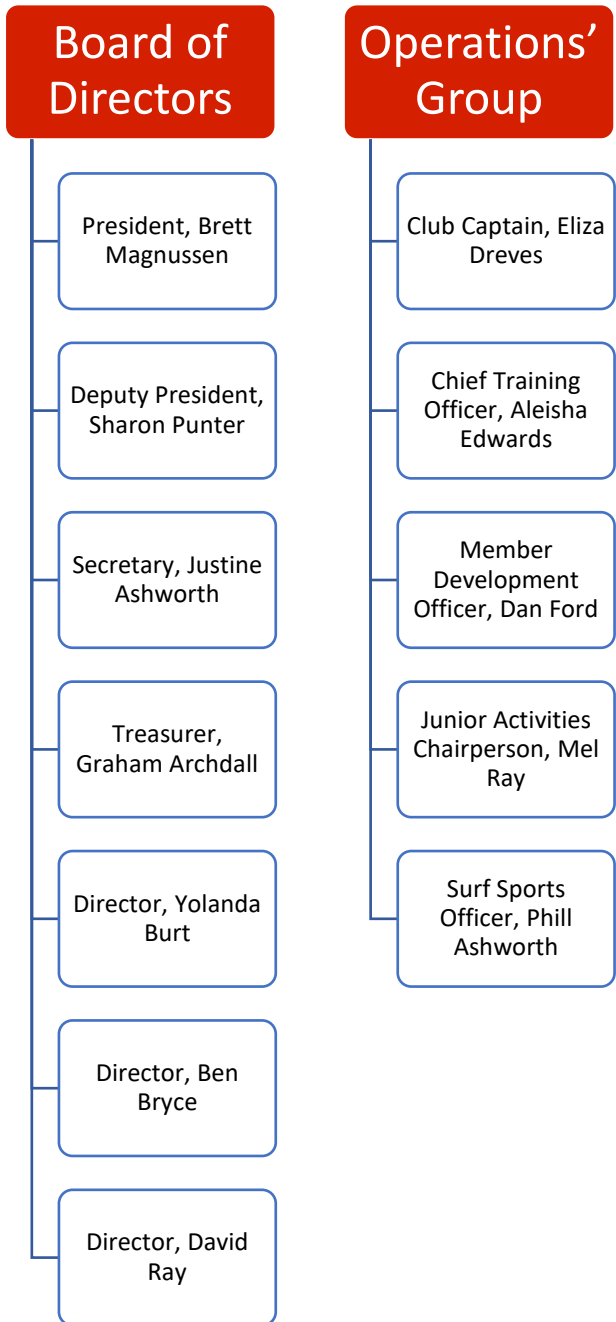 Board of
Directors
President, Brett
Magnussen
Deputy President,
Sharon Punter
Secretary, Justine
Ashworth
Treasurer,
Graham Archdall
Director, Yolanda
Burt
Director, Ben
Bryce
Director, David
Ray
Operations’
Group
Club Captain, Eliza
Dreves
Chief Training
Officer, Aleisha
Edwards
Member
Development
Officer, Dan Ford
Junior Activities
Chairperson, Mel
Ray
Surf Sports
Officer, Phill
Ashworth